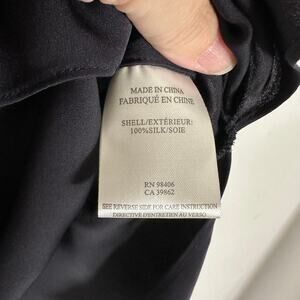 MADE IN CHINA
FABRIQUÉ EN CHINE
SHELL/EXTÉRIEUR:
100%SILK/SOIE
RN 98406
CA 39862
SEE REVERSE SIDE FOR CARE INSTRUCTION
DIRECTIVE D'ENTRETIEN AU VERSO